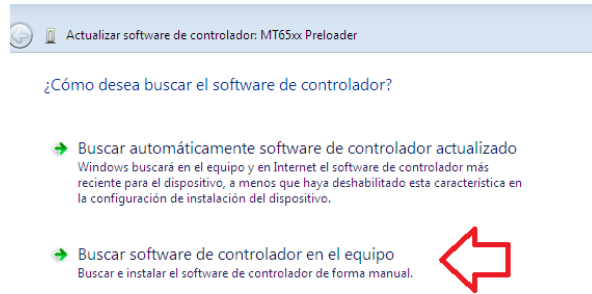 Actualizar software de controlador: MT65xx Preloader
¿Cómo desea buscar el software de controlador?
Buscar automáticamente software de controlador actualizado
Windows buscará en el equipo y en Internet el software de controlador más
reciente para el dispositivo, a menos que haya deshabilitado esta característica en
la configuración de instalación del dispositivo.
Buscar software de controlador en el equipo
Buscar e instalar el software de controlador de forma manual.